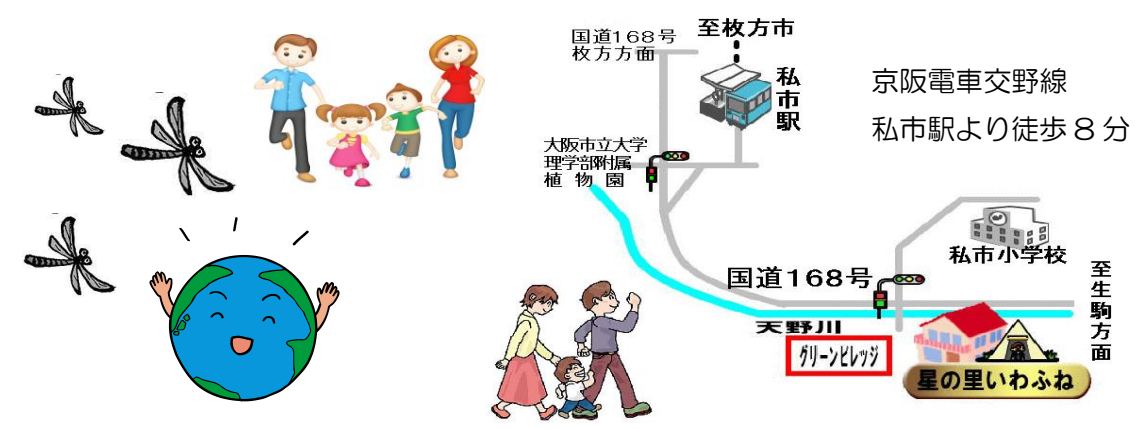 至枚方市
国道168号
枚方方面
私市駅
京阪電車交野線
私市駅より徒歩8分
大阪市立大学
理学部附属
植物園
私市小学校
国道168号
至生駒方面
天野川
グリーンビレッジ
星の里いわふね